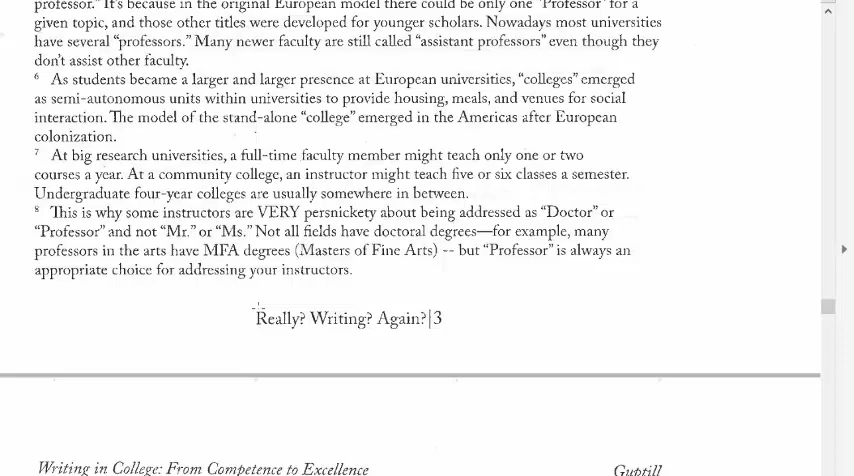 professor." It's because in the original European model there could be only one "Professor" for a
given topic, and those other titles were developed for younger scholars. Nowadays most universities
have several "professors." Many newer faculty are still called "assistant professors" even though they
don't assist other faculty.
⁶ As students became a larger and larger presence at European universities, "colleges" emerged
as semi-autonomous units within universities to provide housing, meals, and venues for social
interaction. The model of the stand-alone "college" emerged in the Americas after European
colonization.
⁷ At big research universities, a full-time faculty member might teach only one or two
courses a year. At a community college, an instructor might teach five or six classes a semester.
Undergraduate four-year colleges are usually somewhere in between.
⁸ This is why some instructors are VERY persnickety about being addressed as "Doctor" or
"Professor" and not "Mr." or "Ms." Not all fields have doctoral degrees—for example, many
professors in the arts have MFA degrees (Masters of Fine Arts) -- but "Professor" is always an
appropriate choice for addressing your instructors.
Really? Writing? Again?|3
Writing in College: From Competence to Excellence Guptill